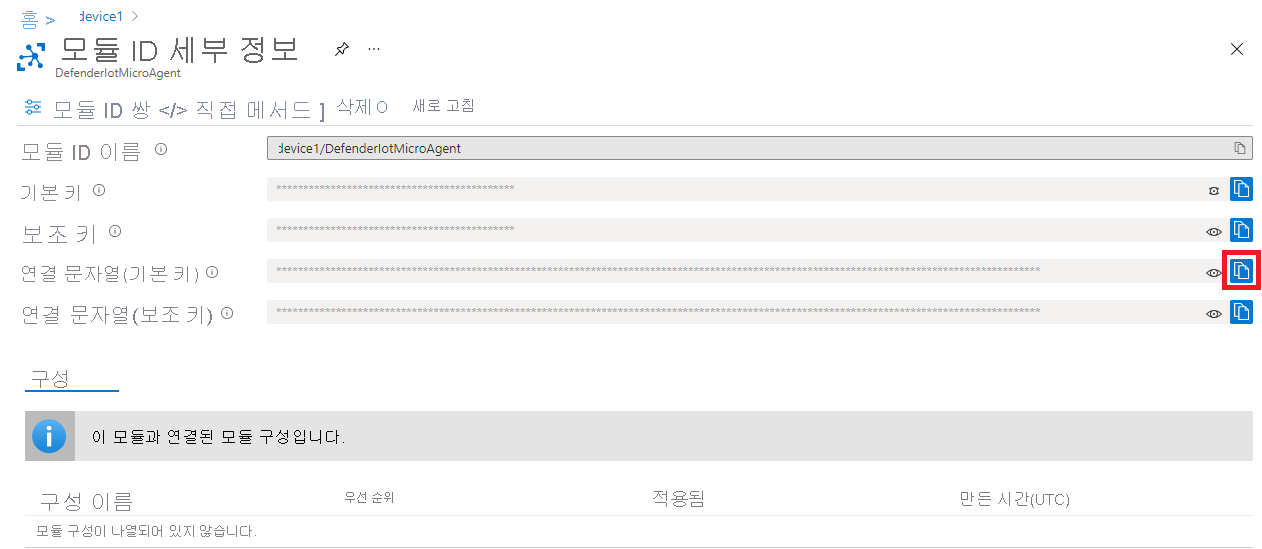 홈 > device1 >
모듈 ID 세부 정보 ...
DefenderIotMicroAgent
모듈 ID 쌍 </> 직접 메서드 ] 삭제 O 새로 고침
모듈 ID 이름
device1/DefenderIotMicroAgent
기본 키
********************************************
보조 키
********************************************
연결 문자열(기본 키)
**********************************************************************************************************************************************
연결 문자열(보조 키)
**********************************************************************************************************************************************
구성
이 모듈과 연결된 모듈 구성입니다.
구성 이름 우선 순위 적용됨 만든 시간(UTC)
모듈 구성이 나열되어 있지 않습니다.